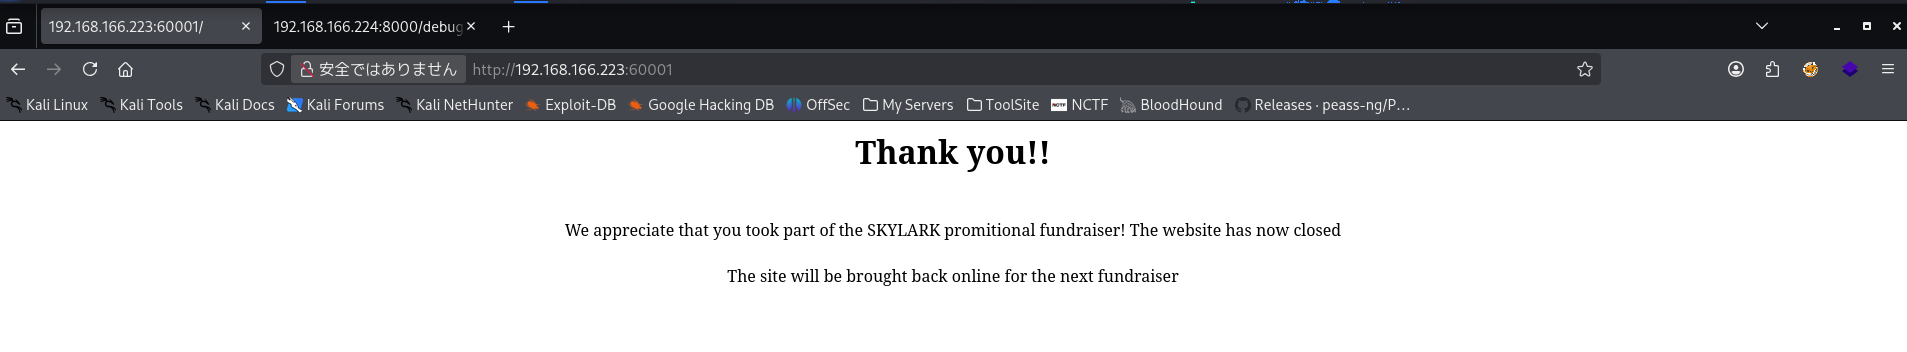 192.168.166.223:60001/
192.168.166.224:8000/debug
安全ではありません
http://192.168.166.223:60001
Kali Linux
Kali Tools
Kali Docs
Kali Forums
Kali NetHunter
Exploit-DB
Google Hacking DB
OffSec
My Servers
ToolSite
NCTF
NCTF
BloodHound
Releases · peass-ng/P…
Thank you!!
We appreciate that you took part of the SKYLARK promitional fundraiser! The website has now closed
The site will be brought back online for the next fundraiser